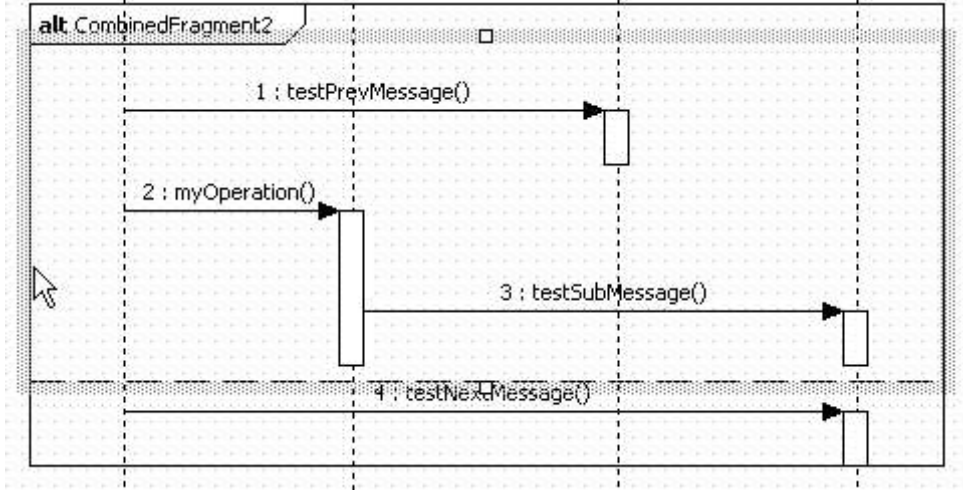 alt CombinedFragment2
1 : testPrevMessage()
2 : myOperation()
3 : testSubMessage()
4 : testNextMessage()